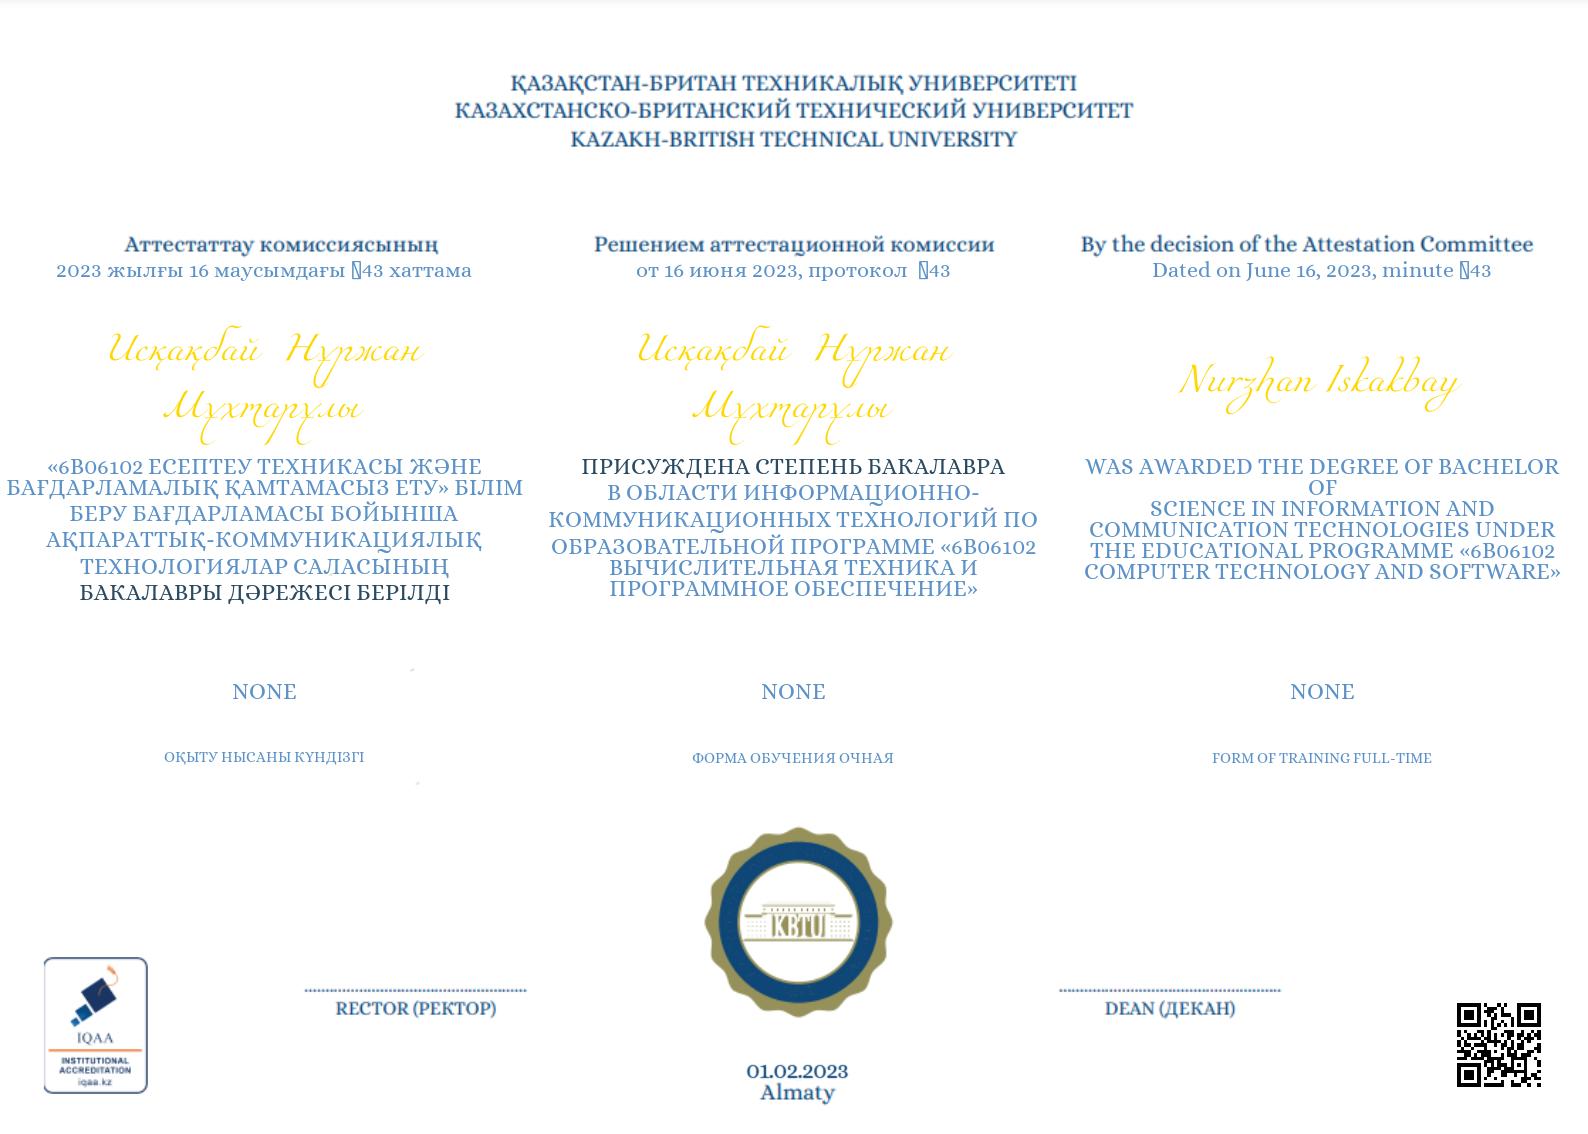 ҚАЗАҚСТАН-БРИТАН ТЕХНИКАЛЫҚ УНИВЕРСИТЕТІ
КАЗАХСТАНСКО-БРИТАНСКИЙ ТЕХНИЧЕСКИЙ УНИВЕРСИТЕТ
KAZAKH-BRITISH TECHNICAL UNIVERSITY
Аттестаттау комиссиясының
2023 жылғы 16 маусымдағы 43 хаттама
Исқақбай Нұржан
Мұхтарұлы
«6B06102 ЕСЕПТЕУ ТЕХНИКАСЫ ЖӘНЕ
БАҒДАРЛАМАЛЫҚ ҚАМТАМАСЫЗ ЕТУ» БІЛІМ
БЕРУ БАҒДАРЛАМАСЫ БОЙЫНША
АҚПАРАТТЫҚ-КОММУНИКАЦИЯЛЫҚ
ТЕХНОЛОГИЯЛАР САЛАСЫНЫҢ
БАКАЛАВРЫ ДӘРЕЖЕСІ БЕРІЛДІ
NONE
ОҚЫТУ НЫСАНЫ КҮНДІЗГІ
Решением аттестационной комиссии
от 16 июня 2023, протокол 43
Исқақбай Нұржан
Мұхтарұлы
ПРИСУЖДЕНА СТЕПЕНЬ БАКАЛАВРА
В ОБЛАСТИ ИНФОРМАЦИОННО-
КОММУНИКАЦИОННЫХ ТЕХНОЛОГИЙ ПО
ОБРАЗОВАТЕЛЬНОЙ ПРОГРАММЕ «6B06102
ВЫЧИСЛИТЕЛЬНАЯ ТЕХНИКА И
ПРОГРАММНОЕ ОБЕСПЕЧЕНИЕ»
NONE
ФОРМА ОБУЧЕНИЯ ОЧНАЯ
By the decision of the Attestation Committee
Dated on June 16, 2023, minute 43
Nurzhan Iskakbay
WAS AWARDED THE DEGREE OF BACHELOR
OF
SCIENCE IN INFORMATION AND
COMMUNICATION TECHNOLOGIES UNDER
THE EDUCATIONAL PROGRAMME «6B06102
COMPUTER TECHNOLOGY AND SOFTWARE»
NONE
FORM OF TRAINING FULL-TIME
KBTU
IQAA
INSTITUTIONAL
ACCREDITATION
iqaa.kz
RECTOR (РЕКТОР)
DEAN (ДЕКАН)
01.02.2023
Almaty